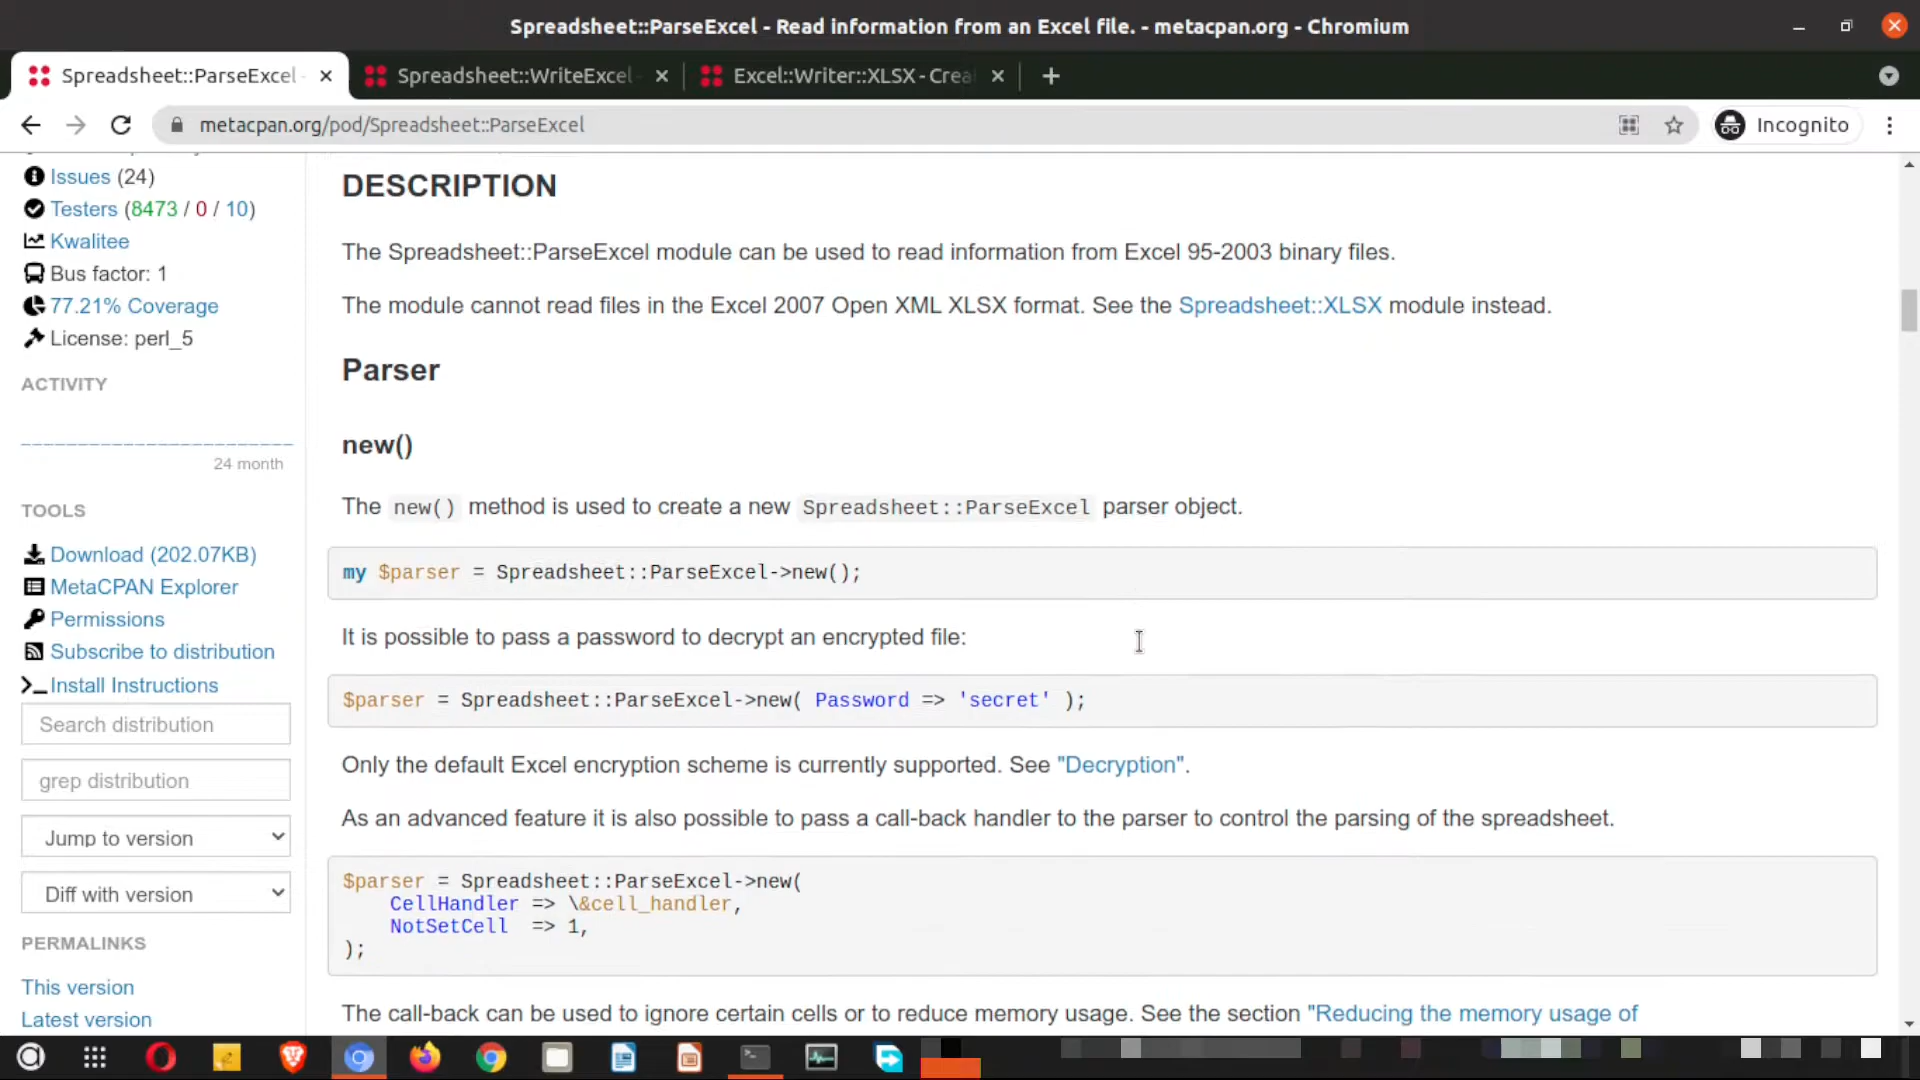 Spreadsheet::ParseExcel - Read information from an Excel file. - metacpan.org - Chromium
Spreadsheet::ParseExcel -
Spreadsheet::WriteExcel -
Excel::Writer::XLSX - Crea
metacpan.org/pod/Spreadsheet::ParseExcel
Incognito
Issues (24)
Testers (8473 / 0 / 10)
Kwalitee
Bus factor: 1
77.21% Coverage
License: perl_5
ACTIVITY
24 month
TOOLS
Download (202.07KB)
MetaCPAN Explorer
Permissions
Subscribe to distribution
Install Instructions
Search distribution
grep distribution
Jump to version
Diff with version
PERMALINKS
This version
Latest version
DESCRIPTION
The Spreadsheet::ParseExcel module can be used to read information from Excel 95-2003 binary files.
The module cannot read files in the Excel 2007 Open XML XLSX format. See the Spreadsheet::XLSX module instead.
Parser
new()
The new() method is used to create a new Spreadsheet::ParseExcel parser object.
my $parser = Spreadsheet::ParseExcel->new();
It is possible to pass a password to decrypt an encrypted file:
$parser = Spreadsheet::ParseExcel->new( Password => 'secret' );
Only the default Excel encryption scheme is currently supported. See "Decryption".
As an advanced feature it is also possible to pass a call-back handler to the parser to control the parsing of the spreadsheet.
$parser = Spreadsheet::ParseExcel->new(
    CellHandler => \&cell_handler,
    NotSetCell  => 1,
);
The call-back can be used to ignore certain cells or to reduce memory usage. See the section "Reducing the memory usage of